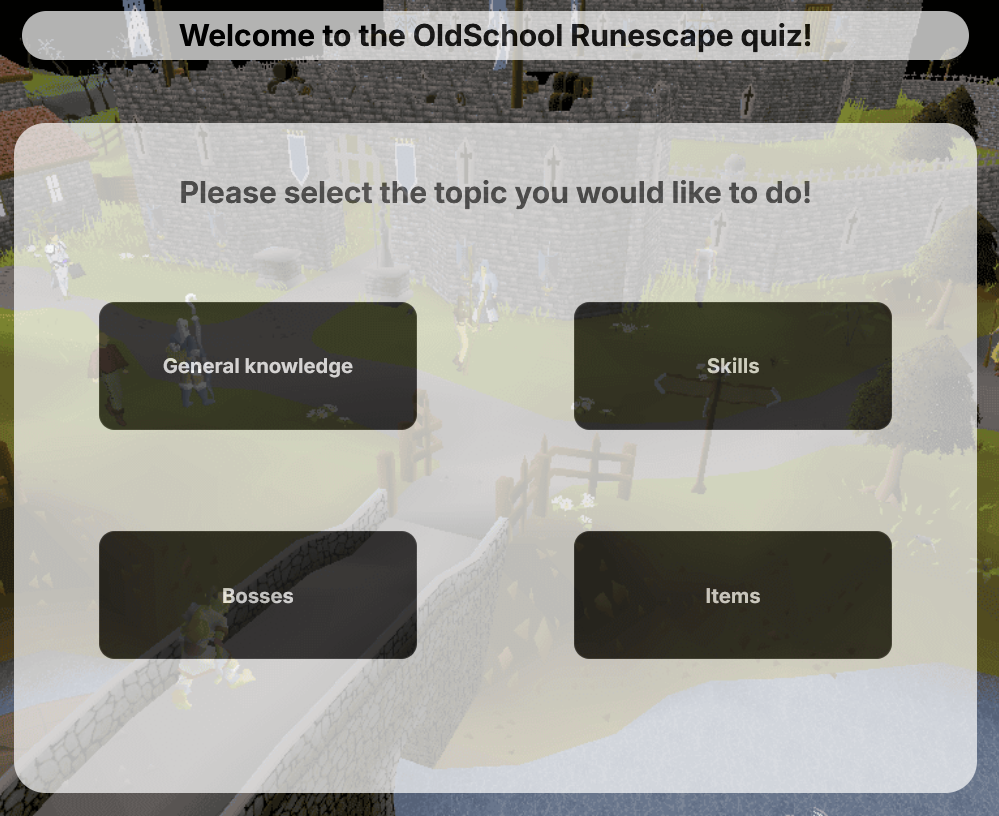 Welcome to the OldSchool Runescape quiz!
Please select the topic you would like to do!
General knowledge
Skills
Bosses
Items